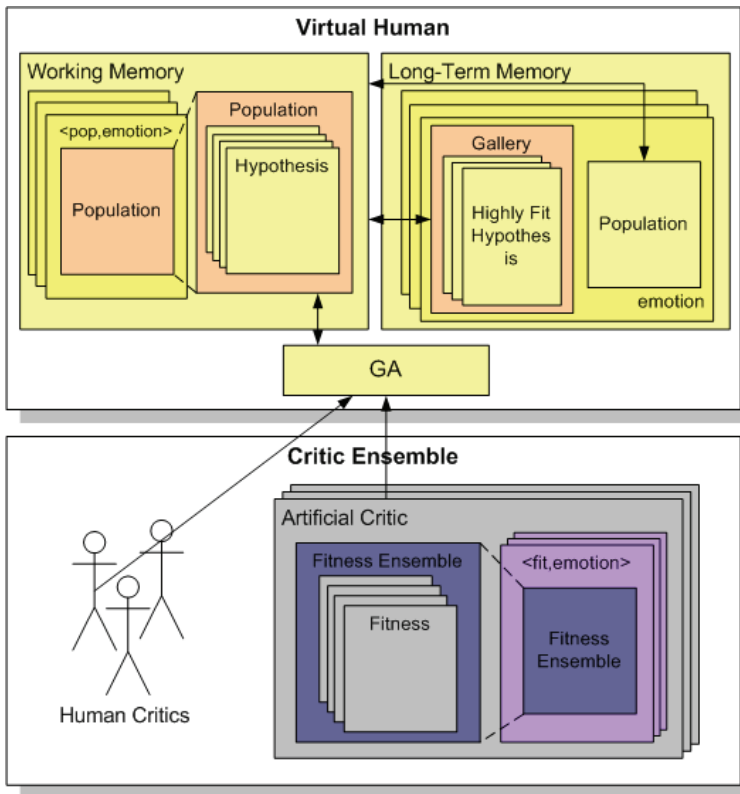 Virtual Human
Working Memory
<pop,emotion>
Population
Population
Hypothesis
Long-Term Memory
Gallery
Highly Fit
Hypothes
is
Population
emotion
GA
Critic Ensemble
Human Critics
Artificial Critic
Fitness Ensemble
Fitness
<fit,emotion>
Fitness
Ensemble